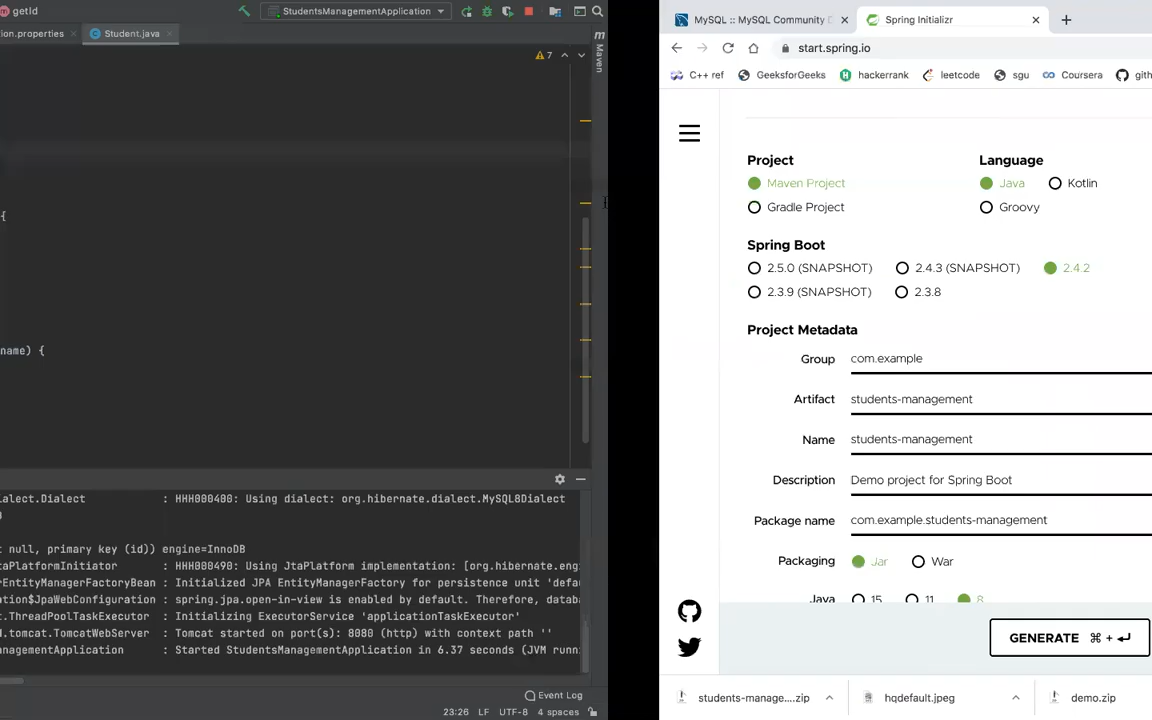 getId
StudentsManagementApplication
ion.properties
Student.java
7
Maven
{
name) {
ialect.Dialect : HHH000400: Using dialect: org.hibernate.dialect.MySQL8Dialect
t null, primary key (id)) engine=InnoDB
taPlatformInitiator : HHH000490: Using JtaPlatform implementation: [org.hibernate.eng
rEntityManagerFactoryBean : Initialized JPA EntityManagerFactory for persistence unit 'defau
ation$JpaWebConfiguration : spring.jpa.open-in-view is enabled by default. Therefore, databa
t.ThreadPoolTaskExecutor : Initializing ExecutorService 'applicationTaskExecutor'
d.tomcat.TomcatWebServer : Tomcat started on port(s): 8080 (http) with context path ''
nagementApplication : Started StudentsManagementApplication in 6.37 seconds (JVM runn
Event Log
23:26 LF UTF-8 4 spaces
MySQL :: MySQL Community D
Spring Initializr
start.spring.io
C++ ref
GeeksforGeeks
hackerrank
leetcode
sgu
Coursera
gith
Project
Maven Project
Gradle Project
Language
Java
Kotlin
Groovy
Spring Boot
2.5.0 (SNAPSHOT)
2.4.3 (SNAPSHOT)
2.4.2
2.3.9 (SNAPSHOT)
2.3.8
Project Metadata
Group com.example
Artifact students-management
Name students-management
Description Demo project for Spring Boot
Package name com.example.students-management
Packaging Jar War
Java 15 11 8
GENERATE ⌘ + ↵
students-manage....zip
hqdefault.jpeg
demo.zip